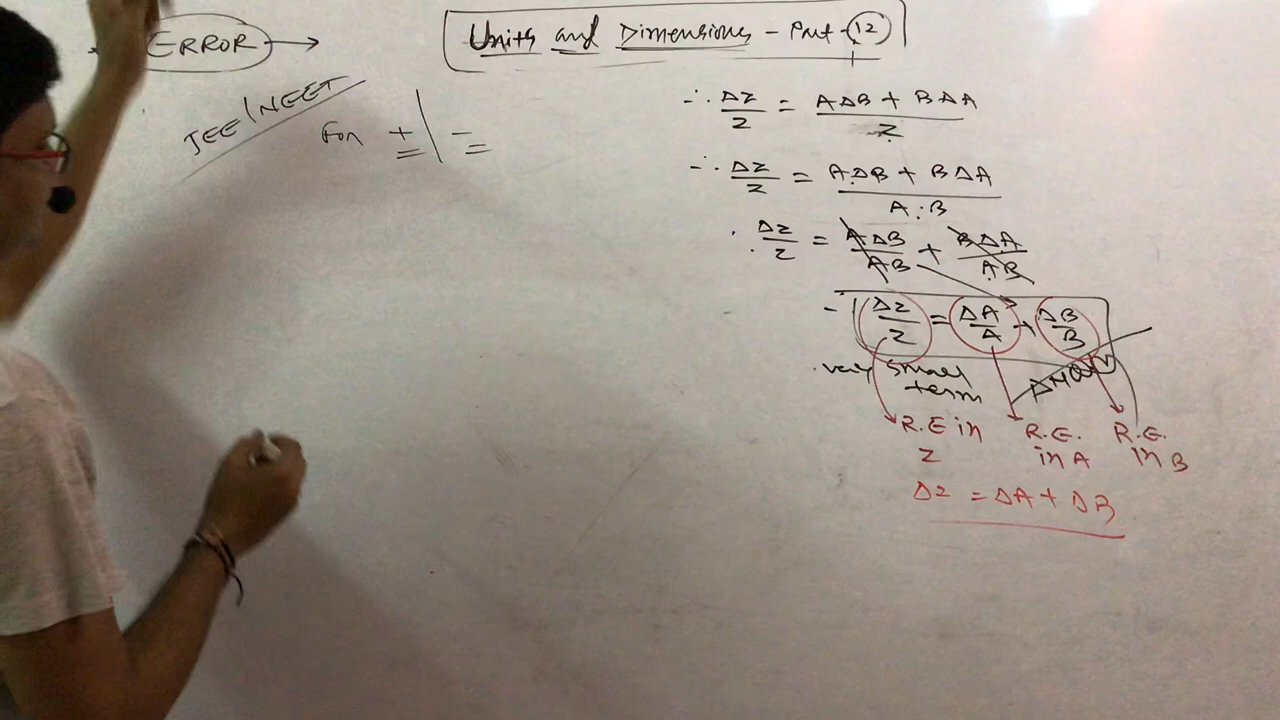 ERROR →
Units and Dimensions - Part - 12
JEE/NEET
For + | -
∴ ΔZ/Z = AΔB + BΔA / Z
∴ ΔZ/Z = AΔB + BΔA / A.B
∴ ΔZ/Z = AΔB/AB + BΔA/AB
ΔZ/Z = ΔA/A + ΔB/B
very small
term
R.E in Z
R.E. in A
R.E. in B
ΔZ = ΔA + ΔB